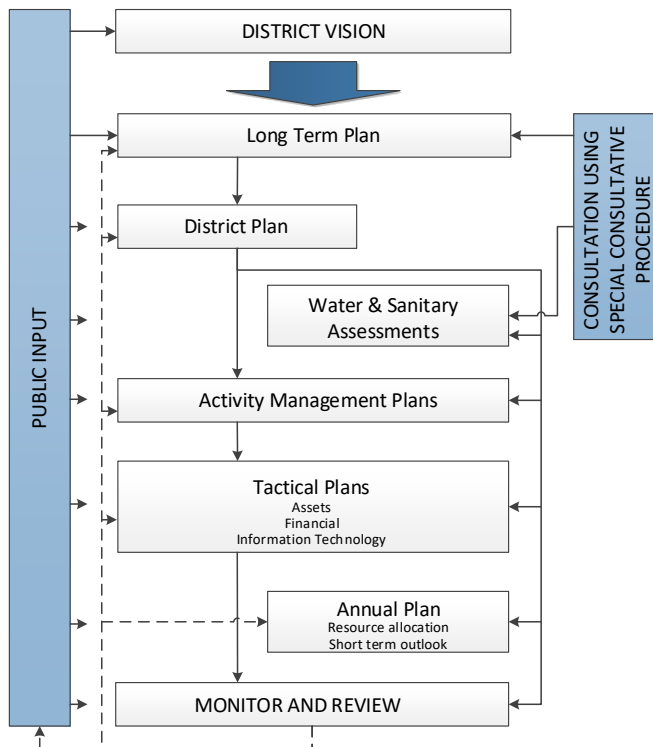 DISTRICT VISION
Long Term Plan
District Plan
Water & Sanitary
Assessments
Activity Management Plans
Tactical Plans
Assets
Financial
Information Technology
Annual Plan
Resource allocation
Short term outlook
MONITOR AND REVIEW
PUBLIC INPUT
CONSULTATION USING
SPECIAL CONSULTATIVE
PROCEDURE